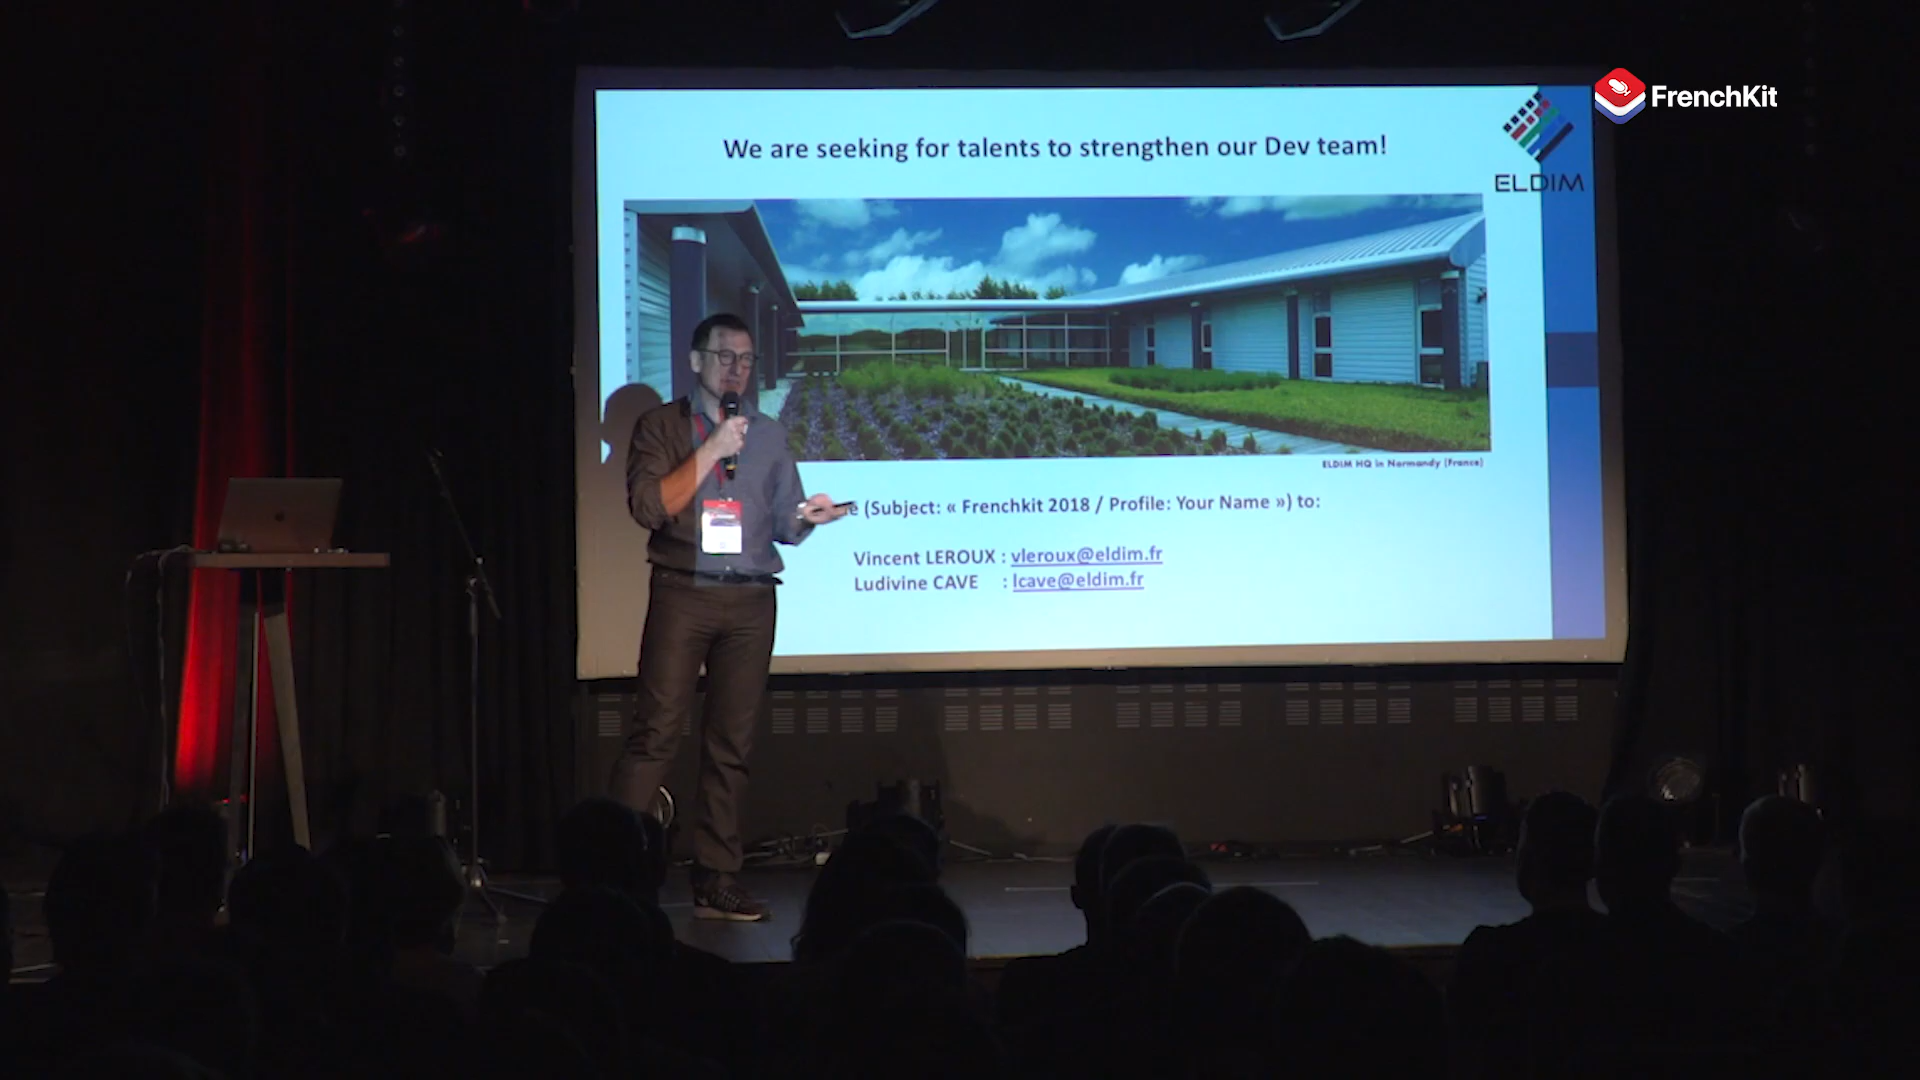 FrenchKit
We are seeking for talents to strengthen our Dev team!
ELDIM
ELDIM HQ in Normandy (France)
(Subject: « Frenchkit 2018 / Profile: Your Name ») to:
Vincent LEROUX : vleroux@eldim.fr
Ludivine CAVE : lcave@eldim.fr